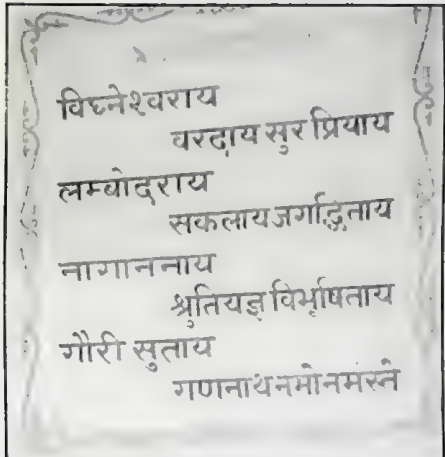 विघ्नेश्वराय
वरदाय सुर प्रियाय
लम्बोदराय
सकलाय जगद्धिताय
नागाननाय
श्रुतियज्ञ विभूषिताय
गौरी सुताय
गणनाथ नमो नमस्ते